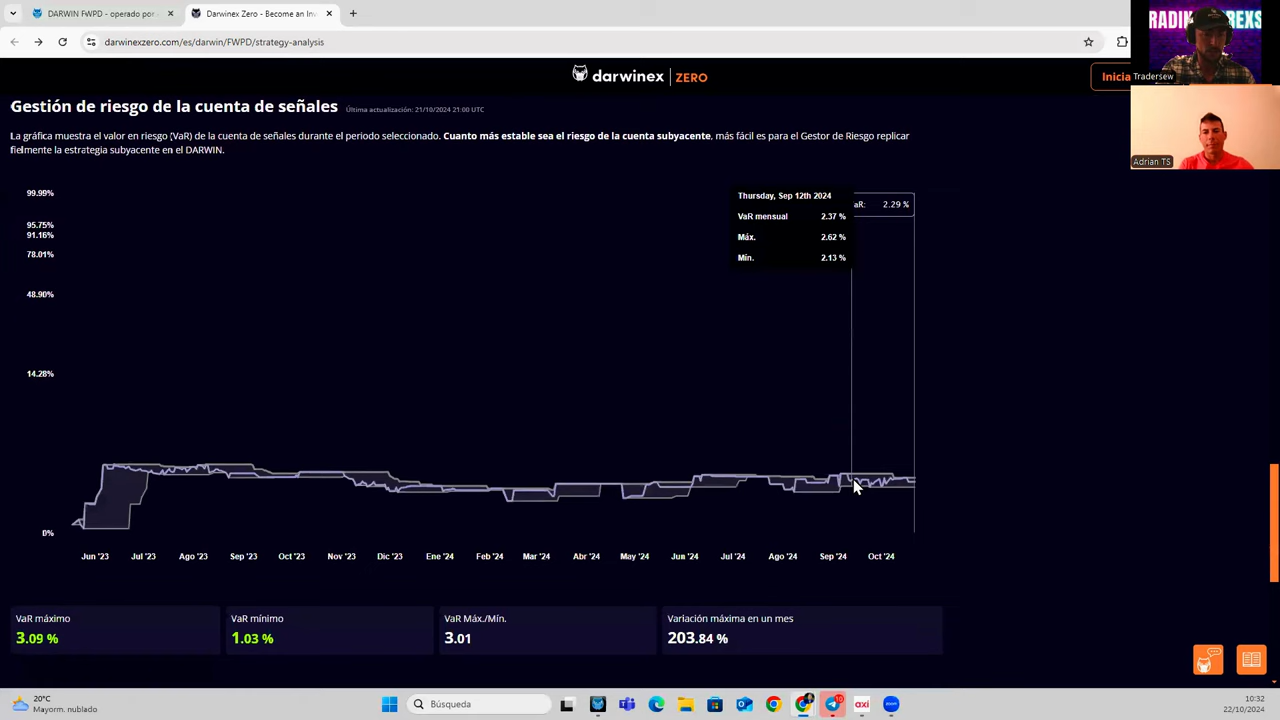 DARWIN FWPD - operado por
Darwinex Zero - Become an Inv
darwinexzero.com/es/darwin/FWPD/strategy-analysis
darwinex | ZERO
Inicia
RADIN
REXS
Tradersew
Adrian TS
Gestión de riesgo de la cuenta de señales
Última actualización: 21/10/2024 21:00 UTC
La gráfica muestra el valor en riesgo (VaR) de la cuenta de señales durante el periodo seleccionado. Cuanto más estable sea el riesgo de la cuenta subyacente, más fácil es para el Gestor de Riesgo replicar
fielmente la estrategia subyacente en el DARWIN.
99.99%
95.75%
91.16%
78.01%
48.90%
14.28%
0%
Thursday, Sep 12th 2024
VaR mensual 2.37 %
Máx. 2.62 %
Mín. 2.13 %
aR: 2.29 %
Jun '23 Jul '23 Ago '23 Sep '23 Oct '23 Nov '23 Dic '23 Ene '24 Feb '24 Mar '24 Abr '24 May '24 Jun '24 Jul '24 Ago '24 Sep '24 Oct '24
VaR máximo
3.09 %
VaR mínimo
1.03 %
VaR Máx./Mín.
3.01
Variación máxima en un mes
203.84 %
20°C
Mayorm. nublado
Búsqueda
10
axi
zoom
10:32
22/10/2024